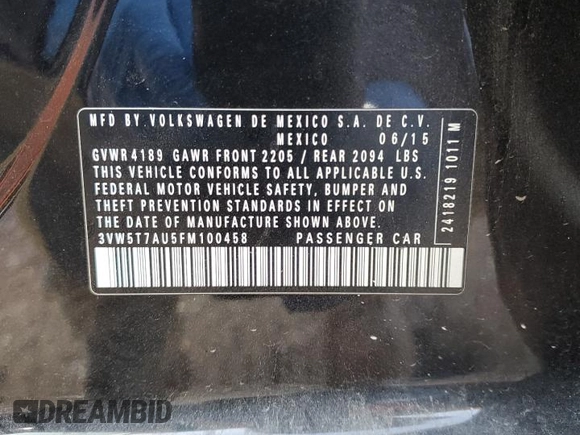 MFD BY VOLKSWAGEN DE MEXICO S.A. DE C.V.
MEXICO 06/15
GVWR 4189 GAWR FRONT 2205 / REAR 2094 LBS
THIS VEHICLE CONFORMS TO ALL APPLICABLE U.S.
FEDERAL MOTOR VEHICLE SAFETY, BUMPER AND
THEFT PREVENTION STANDARDS IN EFFECT ON
THE DATE OF MANUFACTURE SHOWN ABOVE.
3VW5T7AU5FM100458 PASSENGER CAR
2418219 1011 M
DREAMBID